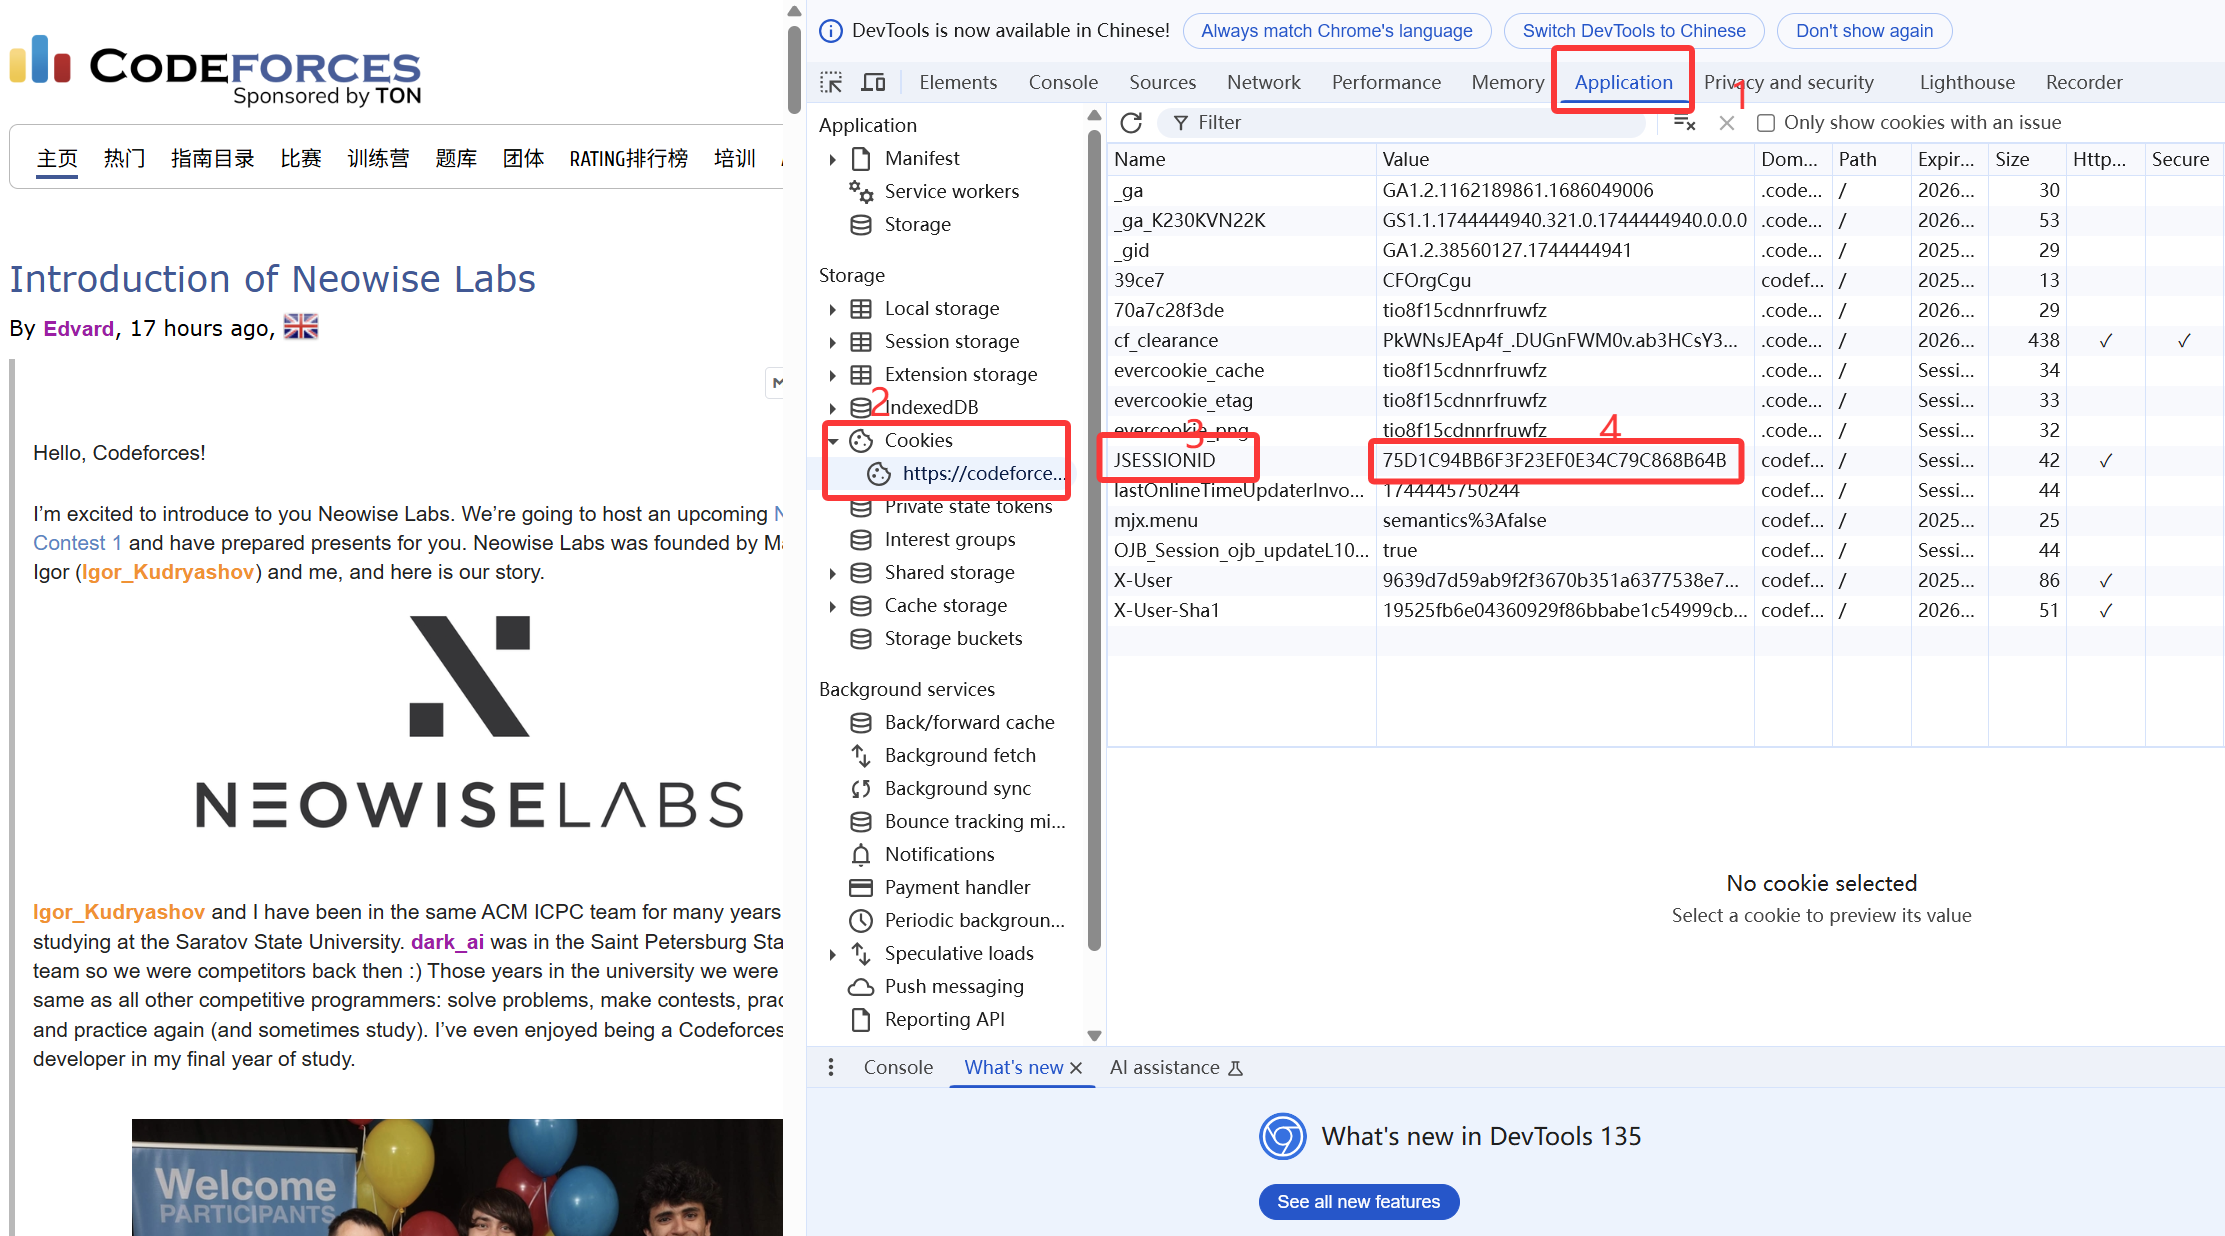 CODEFORCES
Sponsored by TON
主页 热门 指南目录 比赛 训练营 题库 团体 RATING排行榜 培训
Introduction of Neowise Labs
By Edvard, 17 hours ago,
Hello, Codeforces!
I'm excited to introduce to you Neowise Labs. We're going to host an upcoming N
Contest 1 and have prepared presents for you. Neowise Labs was founded by Ma
Igor (Igor_Kudryashov) and me, and here is our story.
NEOWISELABS
Igor_Kudryashov and I have been in the same ACM ICPC team for many years
studying at the Saratov State University. dark_ai was in the Saint Petersburg Sta
team so we were competitors back then :) Those years in the university we were
same as all other competitive programmers: solve problems, make contests, prac
and practice again (and sometimes study). I've even enjoyed being a Codeforces
developer in my final year of study.
Welcome
PARTICIPANTS
DevTools is now available in Chinese! Always match Chrome's language Switch DevTools to Chinese Don't show again
Elements Console Sources Network Performance Memory Application Privacy and security Lighthouse Recorder
1
Application
Manifest
Service workers
Storage
Storage
Local storage
Session storage
Extension storage
2
IndexedDB
Cookies
https://codeforce...
Private state tokens
Interest groups
Shared storage
Cache storage
Storage buckets
Background services
Back/forward cache
Background fetch
Background sync
Bounce tracking mi...
Notifications
Payment handler
Periodic backgroun...
Speculative loads
Push messaging
Reporting API
Filter Only show cookies with an issue
Name Value Dom... Path Expir... Size Http... Secure
_ga GA1.2.1162189861.1686049006 .code... / 2026... 30
_ga_K230KVN22K GS1.1.1744444940.321.0.1744444940.0.0.0 .code... / 2026... 53
_gid GA1.2.38560127.1744444941 .code... / 2025... 29
39ce7 CFOrgCgu codef... / 2025... 13
70a7c28f3de tio8f15cdnnrfruwfz .code... / 2026... 29
cf_clearance PkWNsJEAp4f_.DUGnFWM0v.ab3HCsY3... .code... / 2026... 438 ✓ ✓
evercookie_cache tio8f15cdnnrfruwfz .code... / Sessi... 34
evercookie_etag tio8f15cdnnrfruwfz .code... / Sessi... 33
evercookie_png tio8f15cdnnrfruwfz .code... / Sessi... 32
3 4
JSESSIONID 75D1C94BB6F3F23EF0E34C79C868B64B codef... / Sessi... 42 ✓
lastOnlineTimeUpdaterInvo... 1744445750244 codef... / Sessi... 44
mjx.menu semantics%3Afalse codef... / 2025... 25
OJB_Session_ojb_updateL10... true codef... / Sessi... 44
X-User 9639d7d59ab9f2f3670b351a6377538e7... codef... / 2025... 86 ✓
X-User-Sha1 19525fb6e04360929f86bbabe1c54999cb... codef... / 2026... 51 ✓
No cookie selected
Select a cookie to preview its value
Console What's new AI assistance
What's new in DevTools 135
See all new features